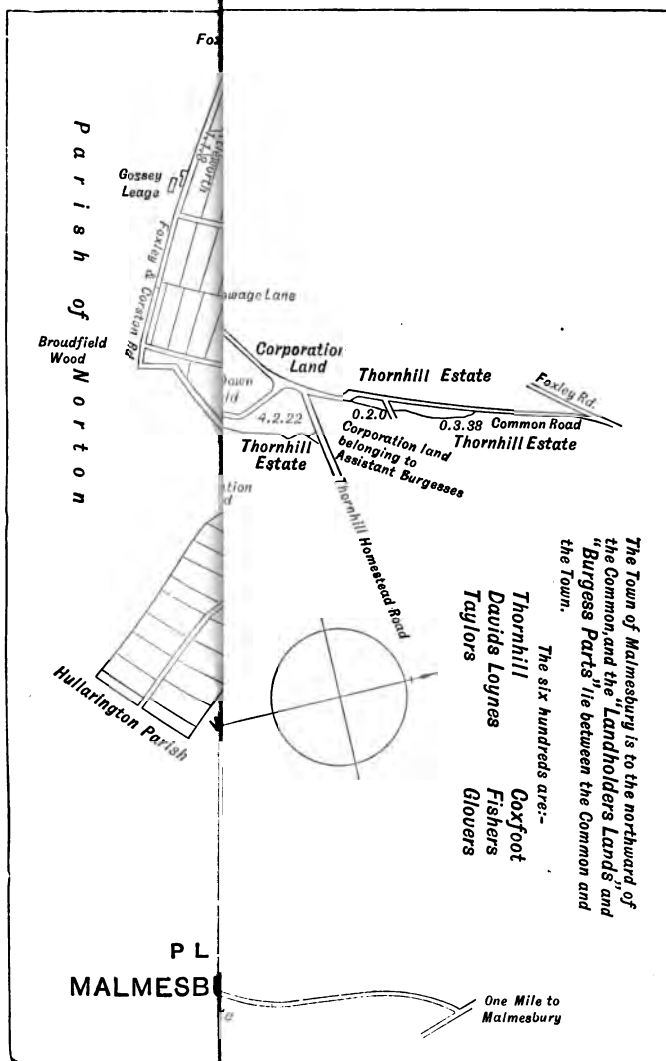 Parish of Norton
Gossey
Leage
Foxley & Corston Rd
Broudfield
Wood
Corporation
Land
Thornhill Estate
Foxley Rd.
0.2.0
0.3.38
Common Road
4.2.22
Corporation land
belonging to
Assistant Burgesses
Thornhill Estate
Thornhill
Estate
Thornhill Homestead Road
Hullarington Parish
The Town of Malmesbury is to the northward of
the Common, and the "Landholders Lands" and
"Burgess Parts" lie between the Common and
the Town.
The six hundreds are:-
Thornhill Coxfoot
Davids Loynes Fishers
Taylors Glovers
P L
MALMESB
One Mile to
Malmesbury